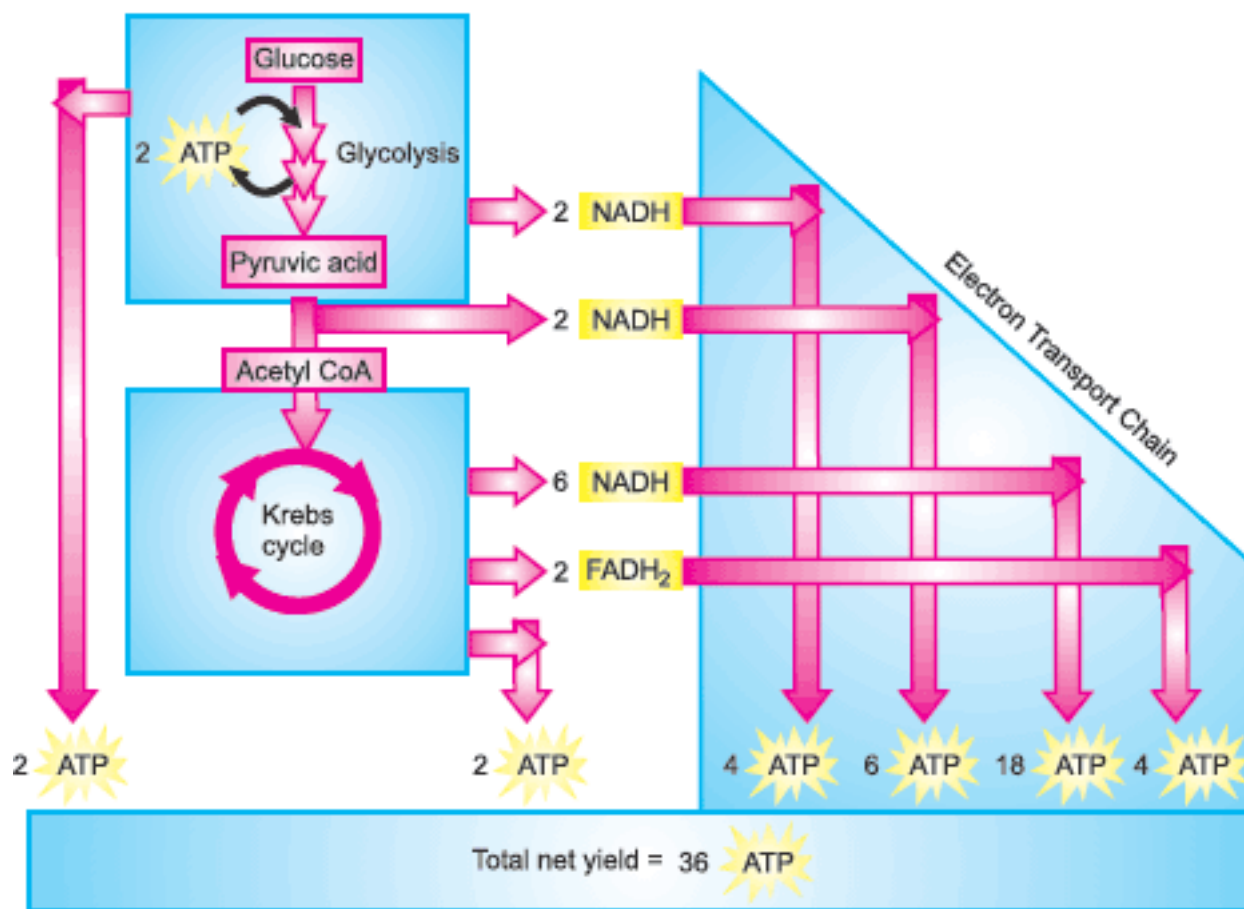 Glucose
2 ATP
Glycolysis
Pyruvic acid
2 NADH
2 NADH
Acetyl CoA
Krebs
cycle
6 NADH
2 FADH₂
Electron Transport Chain
2 ATP
2 ATP
4 ATP
6 ATP
18 ATP
4 ATP
Total net yield = 36 ATP